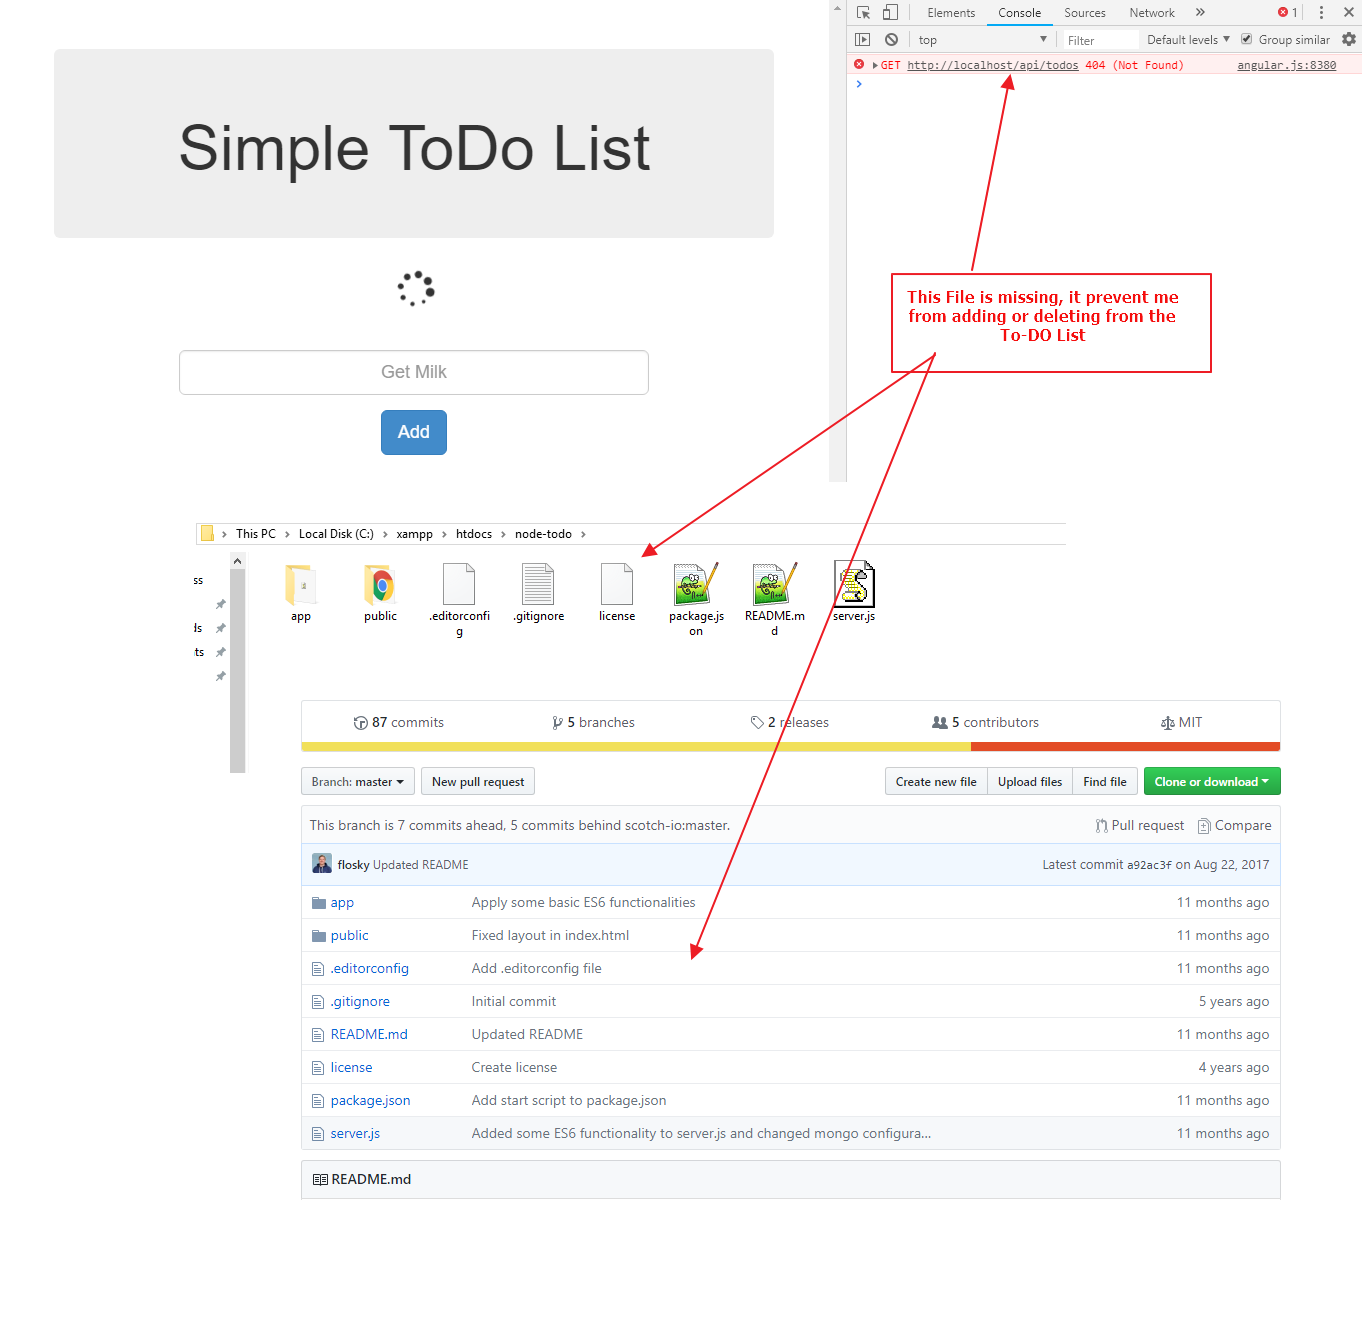 Elements Console Sources Network » 1
top Filter Default levels Group similar
GET http://localhost/api/todos 404 (Not Found) angular.js:8380
Simple ToDo List
This File is missing, it prevent me
from adding or deleting from the
To-DO List
Get Milk
Add
This PC › Local Disk (C:) › xampp › htdocs › node-todo ›
ss
ds
ts
app
public
.editorconfi
g
.gitignore
license
package.js
on
README.m
d
server.js
87 commits 5 branches 2 releases 5 contributors MIT
Branch: master New pull request Create new file Upload files Find file Clone or download
This branch is 7 commits ahead, 5 commits behind scotch-io:master. Pull request Compare
flosky Updated README Latest commit a92ac3f on Aug 22, 2017
app Apply some basic ES6 functionalities 11 months ago
public Fixed layout in index.html 11 months ago
.editorconfig Add .editorconfig file 11 months ago
.gitignore Initial commit 5 years ago
README.md Updated README 11 months ago
license Create license 4 years ago
package.json Add start script to package.json 11 months ago
server.js Added some ES6 functionality to server.js and changed mongo configura... 11 months ago
README.md